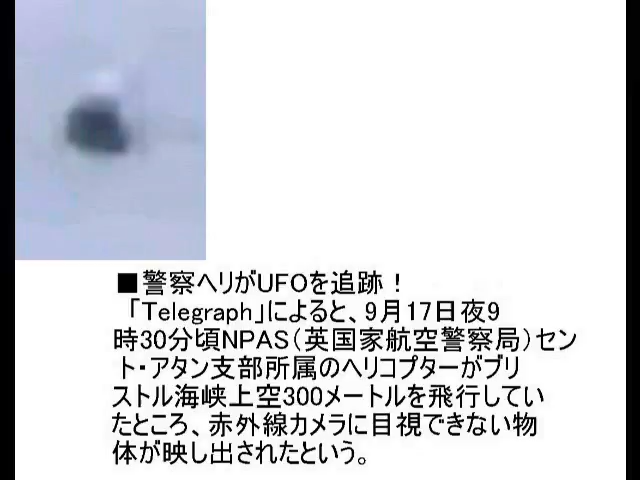 ■警察ヘリがUFOを追跡！
「Telegraph」によると、9月17日夜9
時30分頃NPAS（英国家航空警察局）セン
ト・アタン支部所属のヘリコプターがブリ
ストル海峡上空300メートルを飛行してい
たところ、赤外線カメラに目視できない物
体が映し出されたという。